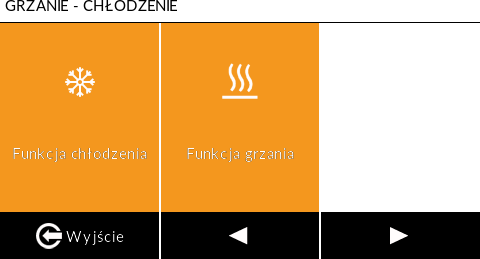 GRZANIE - CHŁODZENIE
Funkcja chłodzenia
Funkcja grzania
Wyjście